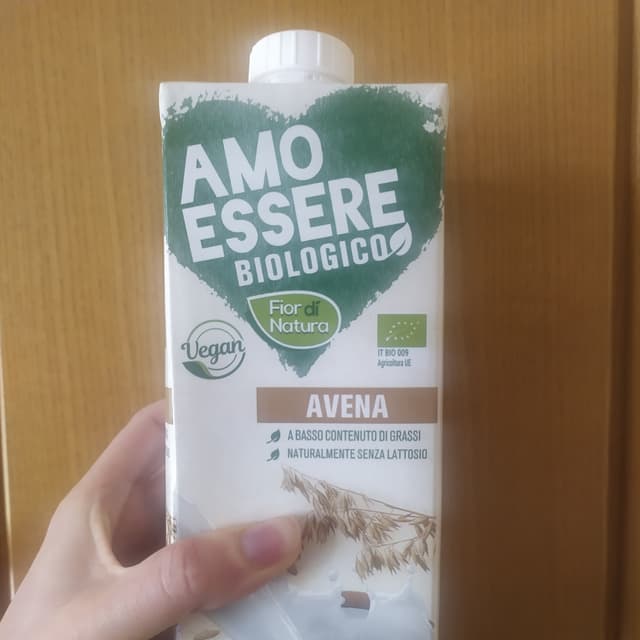 AMO
ESSERE
BIOLOGICO
Fior di
Natura
Vegan
IT BIO 009
Agricoltura UE
AVENA
A BASSO CONTENUTO DI GRASSI
NATURALMENTE SENZA LATTOSIO